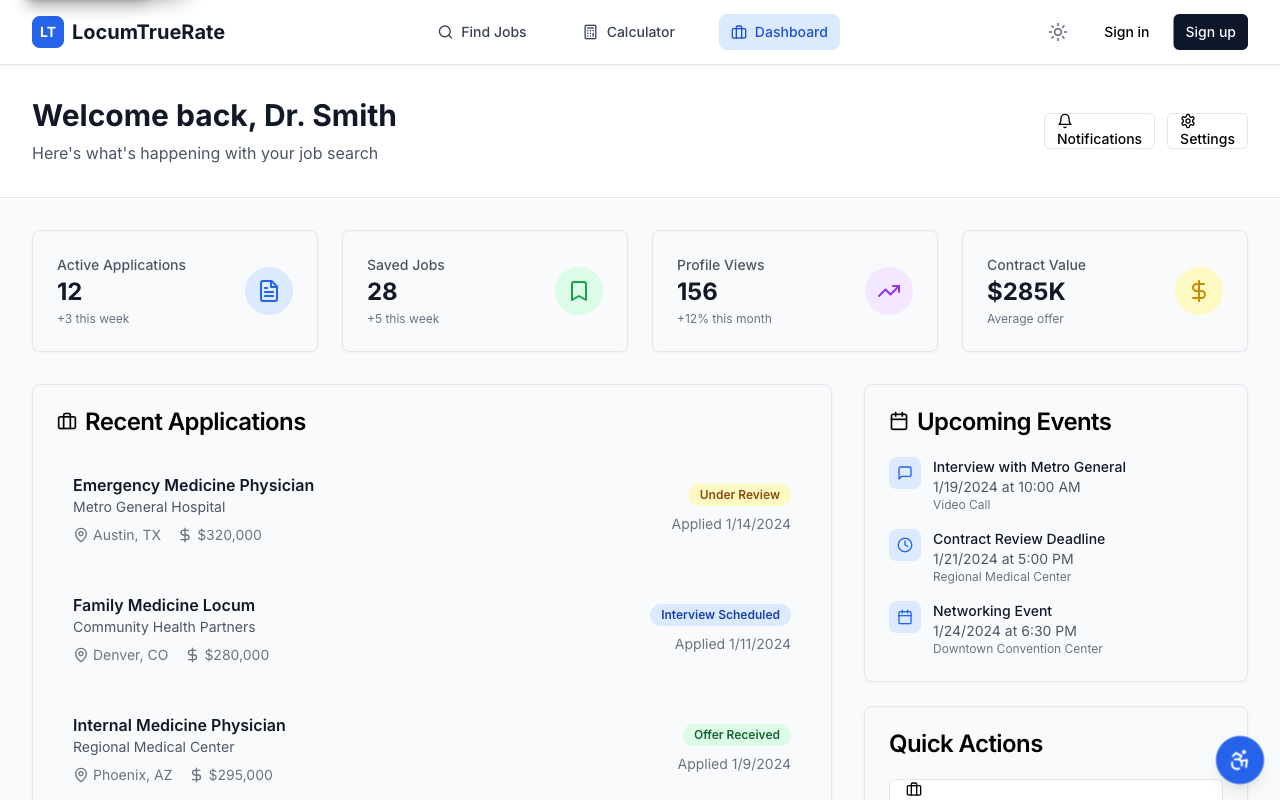 LT LocumTrueRate
Find Jobs
Calculator
Dashboard
Sign in
Sign up
Welcome back, Dr. Smith
Here's what's happening with your job search
Notifications
Settings
Active Applications
12
+3 this week
Saved Jobs
28
+5 this week
Profile Views
156
+12% this month
Contract Value
$285K
Average offer
Recent Applications
Emergency Medicine Physician
Metro General Hospital
Austin, TX $320,000
Under Review
Applied 1/14/2024
Family Medicine Locum
Community Health Partners
Denver, CO $280,000
Interview Scheduled
Applied 1/11/2024
Internal Medicine Physician
Regional Medical Center
Phoenix, AZ $295,000
Offer Received
Applied 1/9/2024
Upcoming Events
Interview with Metro General
1/19/2024 at 10:00 AM
Video Call
Contract Review Deadline
1/21/2024 at 5:00 PM
Regional Medical Center
Networking Event
1/24/2024 at 6:30 PM
Downtown Convention Center
Quick Actions